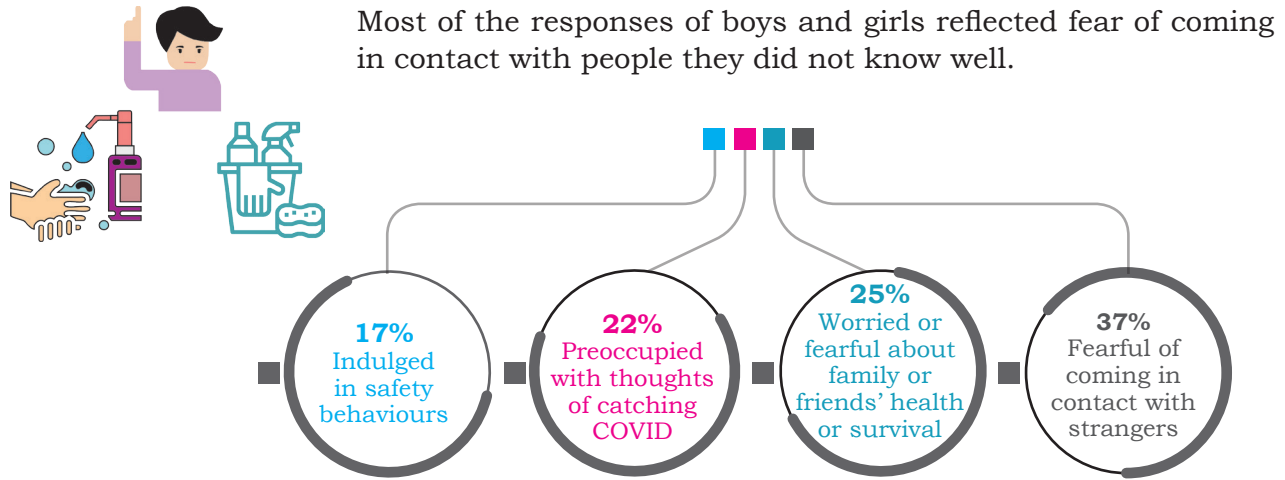 Most of the responses of boys and girls reflected fear of coming
in contact with people they did not know well.
17%
Indulged
in safety
behaviours
22%
Preoccupied
with thoughts
of catching
COVID
25%
Worried or
fearful about
family or
friends’ health
or survival
37%
Fearful of
coming in
contact with
strangers